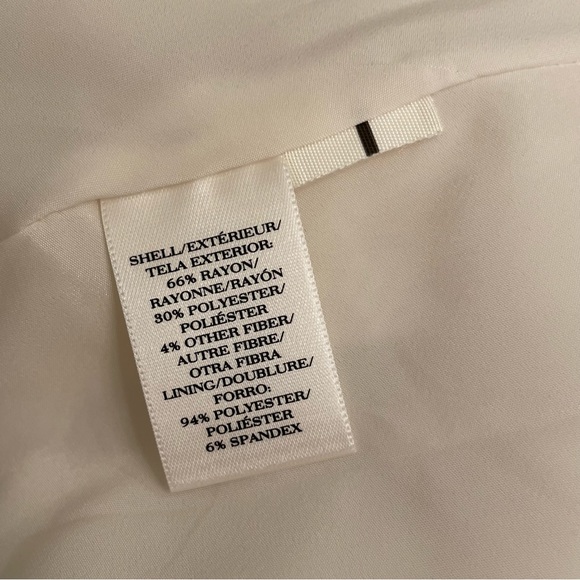 SHELL/EXTÉRIEUR/
TELA EXTERIOR:
66% RAYON/
RAYONNE/RAYÓN
30% POLYESTER/
POLIÉSTER
4% OTHER FIBER/
AUTRE FIBRE/
OTRA FIBRA
LINING/DOUBLURE/
FORRO:
94% POLYESTER/
POLIÉSTER
6% SPANDEX